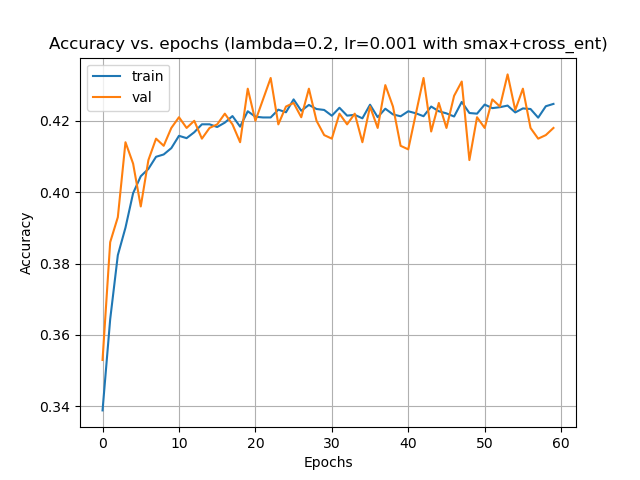 Accuracy vs. epochs (lambda=0.2, lr=0.001 with smax+cross_ent)
train
val
0.42
0.40
0.38
0.36
0.34
Accuracy
0 10 20 30 40 50 60
Epochs